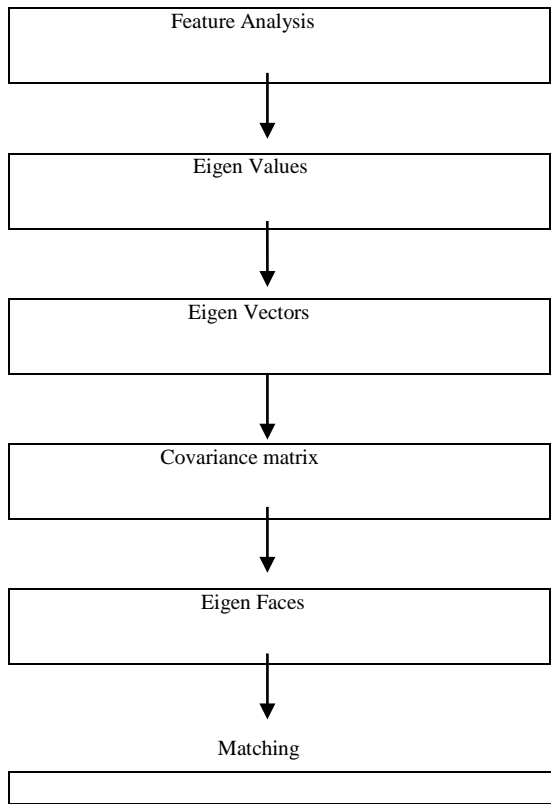 Feature Analysis
Eigen Values
Eigen Vectors
Covariance matrix
Eigen Faces
Matching